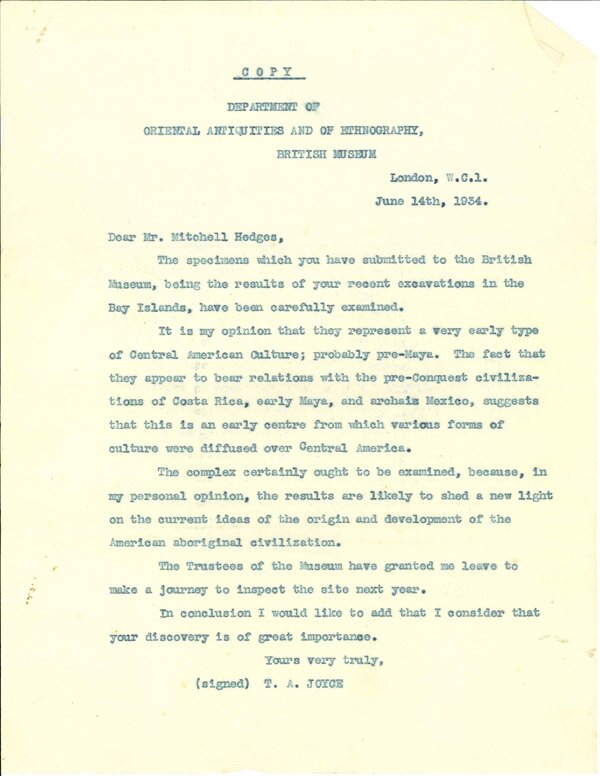 COPY
DEPARTMENT OF
ORIENTAL ANTIQUITIES AND OF ETHNOGRAPHY,
BRITISH MUSEUM
London, W.C.1.
June 14th, 1934.
Dear Mr. Mitchell Hedges,
The specimens which you have submitted to the British
Museum, being the results of your recent excavations in the
Bay Islands, have been carefully examined.
It is my opinion that they represent a very early type
of Central American Culture; probably pre-Maya. The fact that
they appear to bear relations with the pre-Conquest civiliza-
tions of Costa Rica, early Maya, and archais Mexico, suggests
that this is an early centre from which various forms of
culture were diffused over Central America.
The complex certainly ought to be examined, because, in
my personal opinion, the results are likely to shed a new light
on the current ideas of the origin and development of the
American aboriginal civilization.
The Trustees of the Museum have granted me leave to
make a journey to inspect the site next year.
In conclusion I would like to add that I consider that
your discovery is of great importance.
Yours very truly,
(signed) T. A. JOYCE